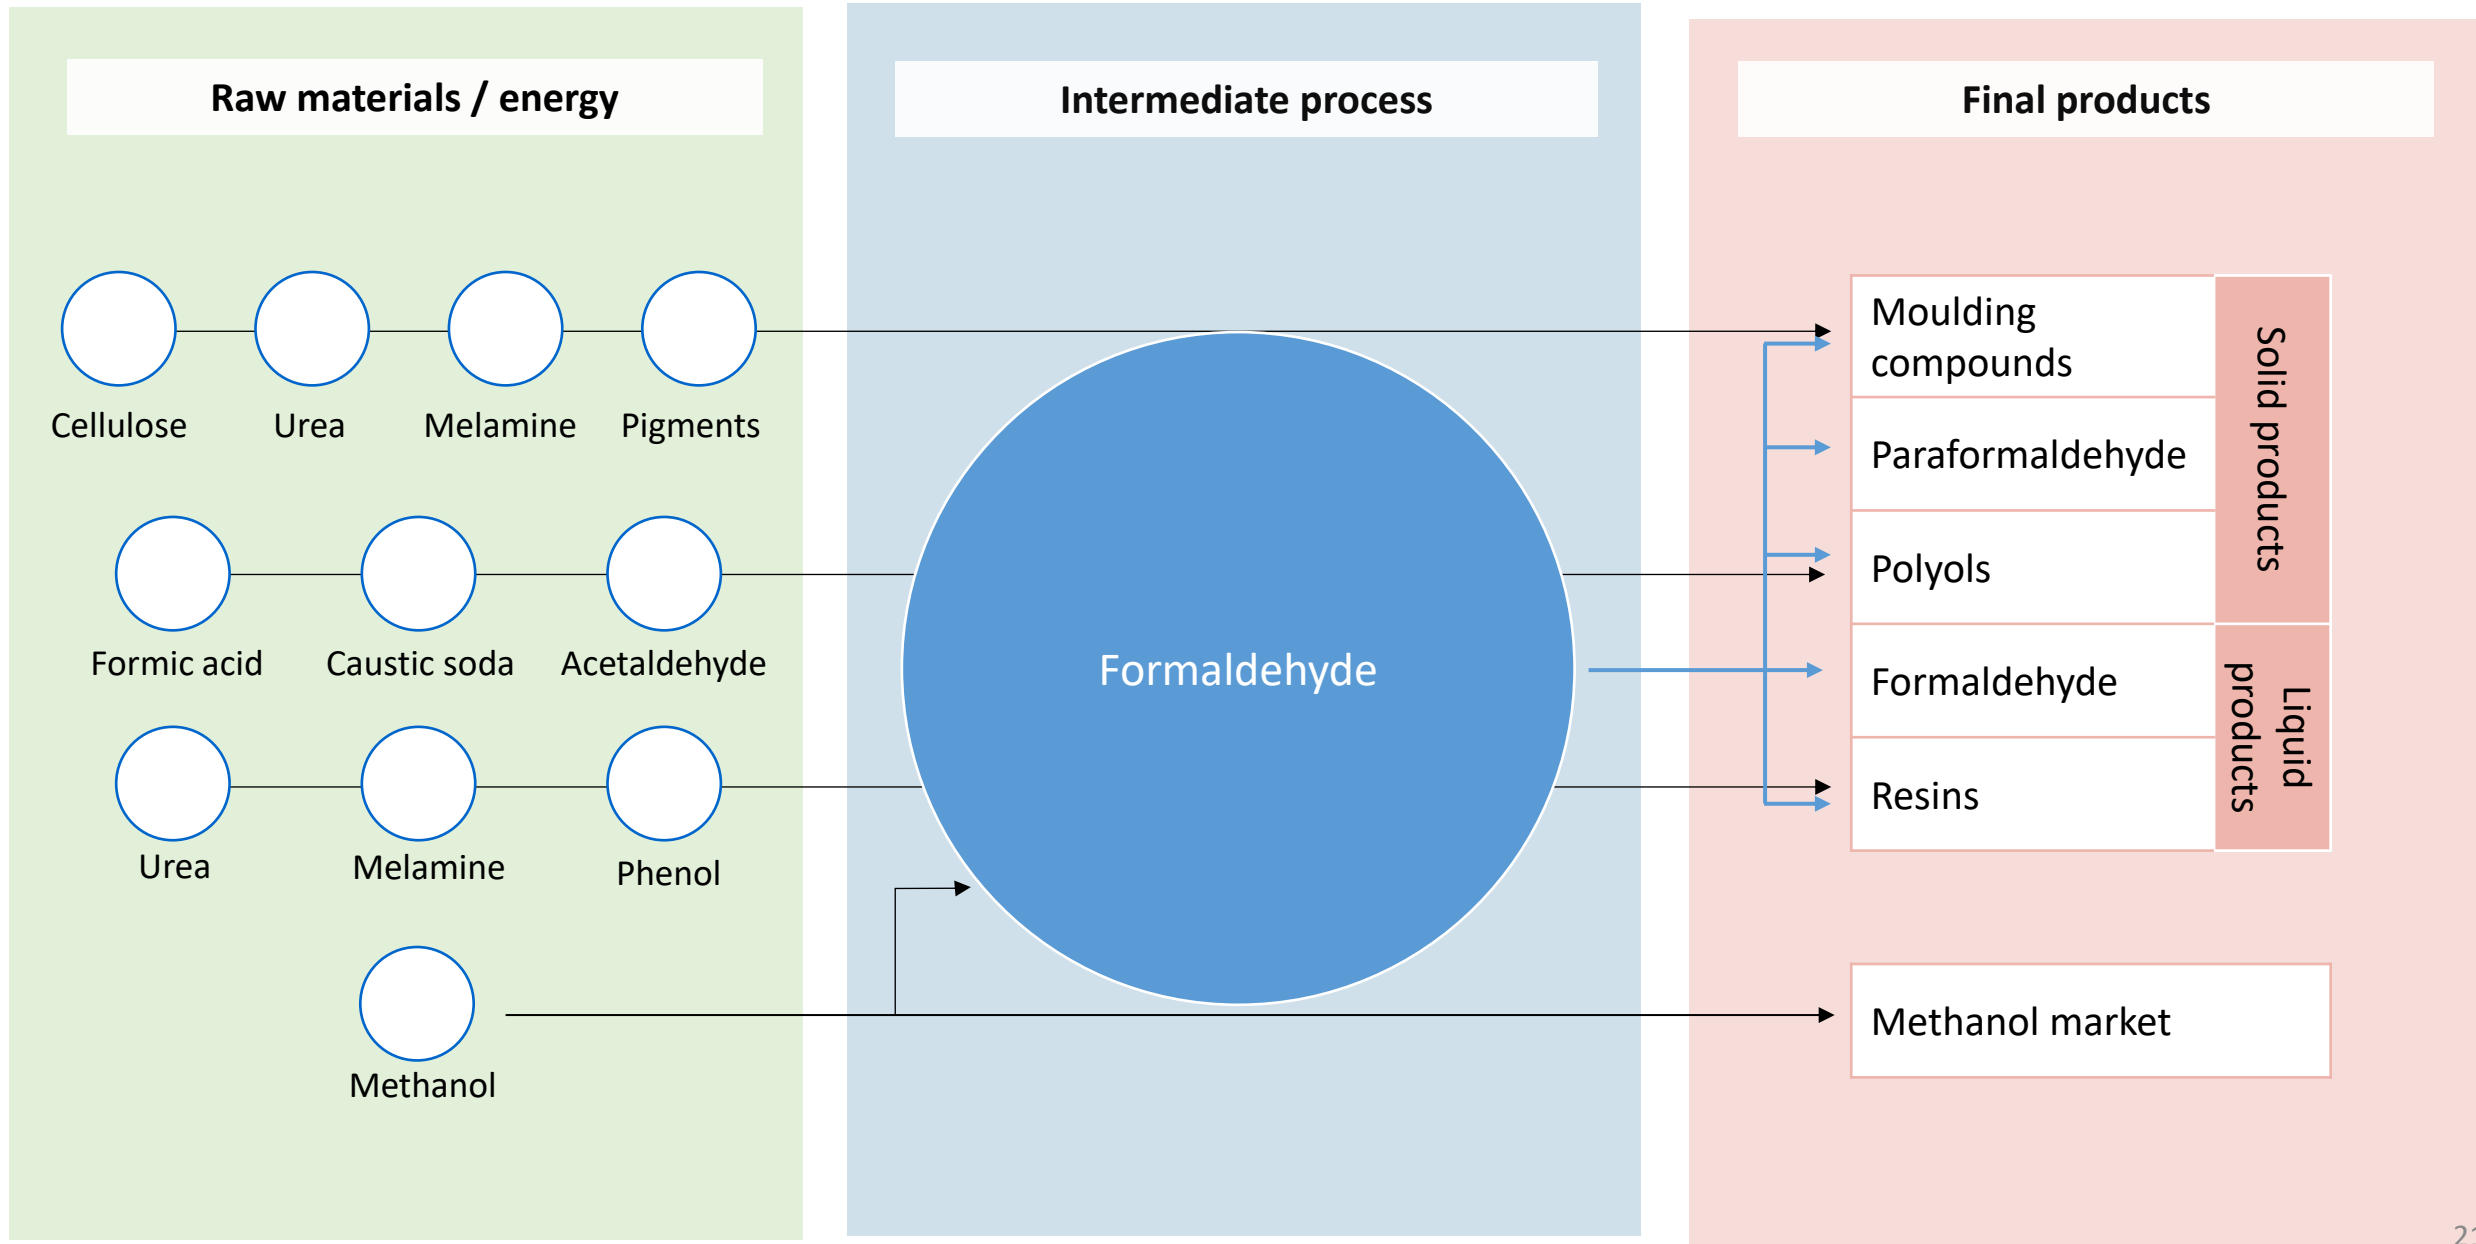 Raw materials / energy
Intermediate process
Final products
Cellulose
Urea
Melamine
Pigments
Formic acid
Caustic soda
Acetaldehyde
Urea
Melamine
Phenol
Methanol
Formaldehyde
Moulding
compounds
Paraformaldehyde
Polyols
Formaldehyde
Resins
Solid products
Liquid
products
Methanol market